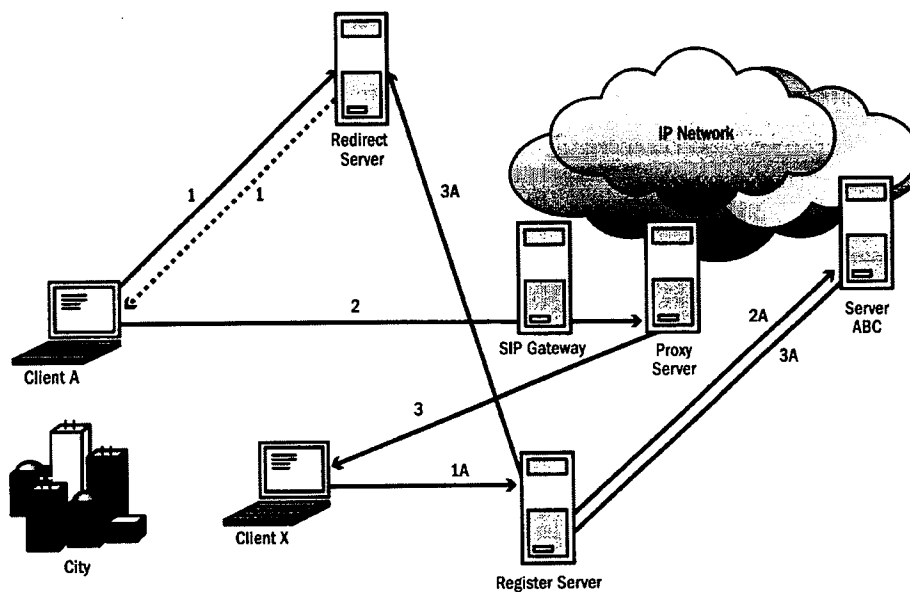 Redirect
Server
IP Network
1
1
3A
Server
ABC
2
2A
SIP Gateway
Proxy
Server
3A
Client A
3
1A
Client X
City
Register Server